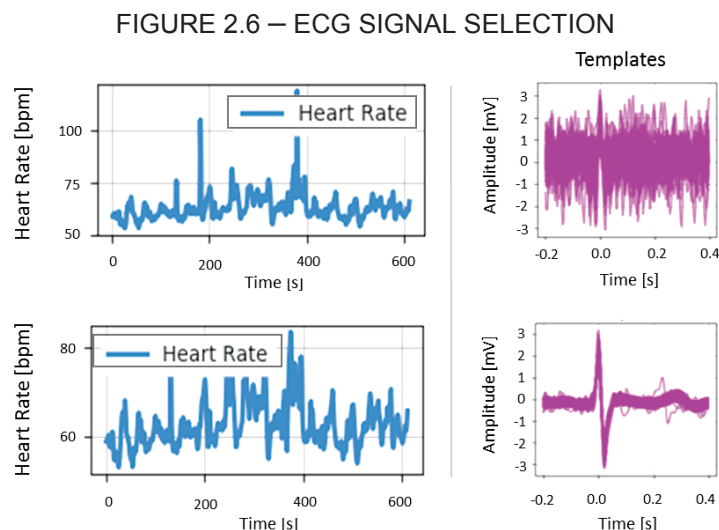 FIGURE 2.6 – ECG SIGNAL SELECTION
Templates
Heart Rate [bpm]
100
75
50
Heart Rate
0
200
400
600
Time [s]
Amplitude [mV]
3
2
1
0
-1
-2
-3
-0.2
0.0
0.2
0.4
Time [s]
Heart Rate [bpm]
80
60
Heart Rate
0
200
400
600
Time [s]
Amplitude [mV]
3
2
1
0
-1
-2
-3
-0.2
0.0
0.2
0.4
Time [s]